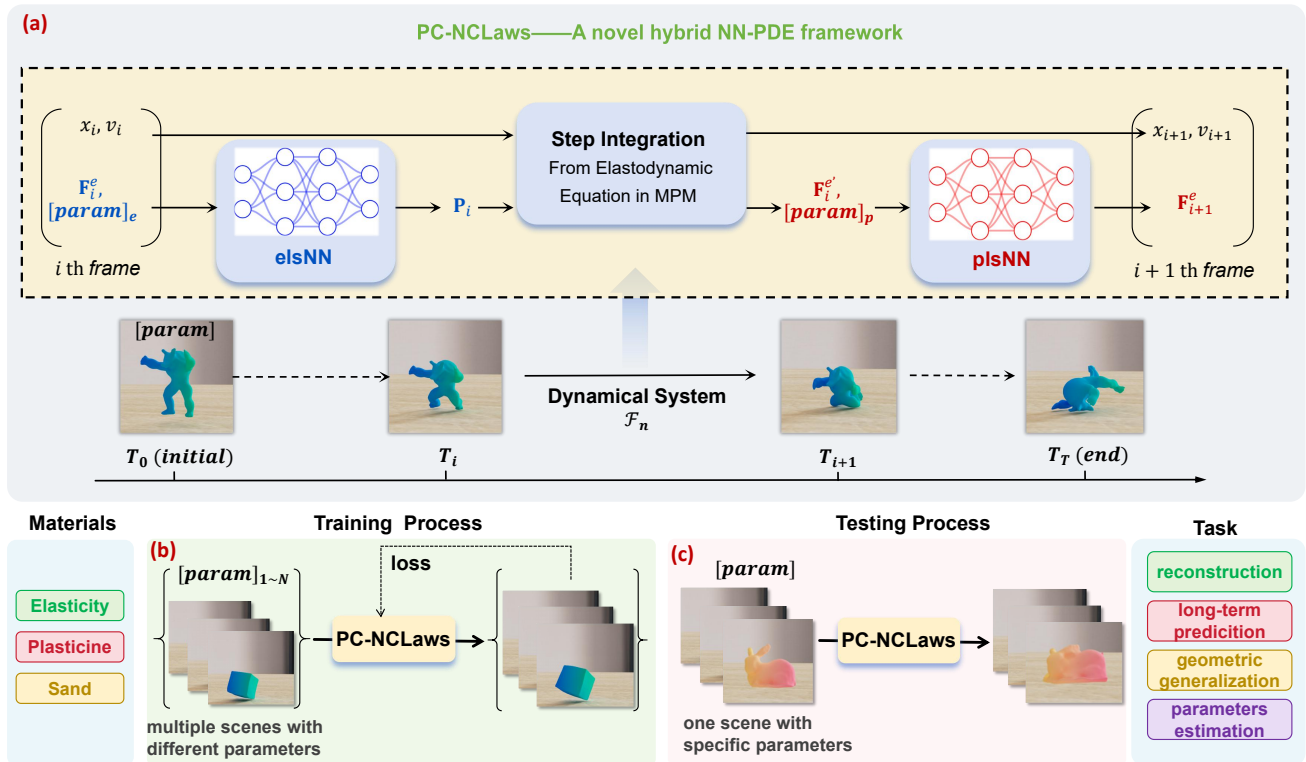 (a)
PC-NCLaws——A novel hybrid NN-PDE framework
x_i, v_i
F_i^e,
[param]_e
i th frame
elsNN
P_i
Step Integration
From Elastodynamic
Equation in MPM
F_i^{e'},
[param]_p
plsNN
x_{i+1}, v_{i+1}
F_{i+1}^e
i + 1 th frame
[param]
Dynamical System
ℱ_n
T_0 (initial)
T_i
T_{i+1}
T_T (end)
Materials
Elasticity
Plasticine
Sand
Training Process
(b)
[param]_{1~N}
loss
PC-NCLaws
multiple scenes with
different parameters
Testing Process
(c)
[param]
PC-NCLaws
one scene with
specific parameters
Task
reconstruction
long-term
predicition
geometric
generalization
parameters
estimation